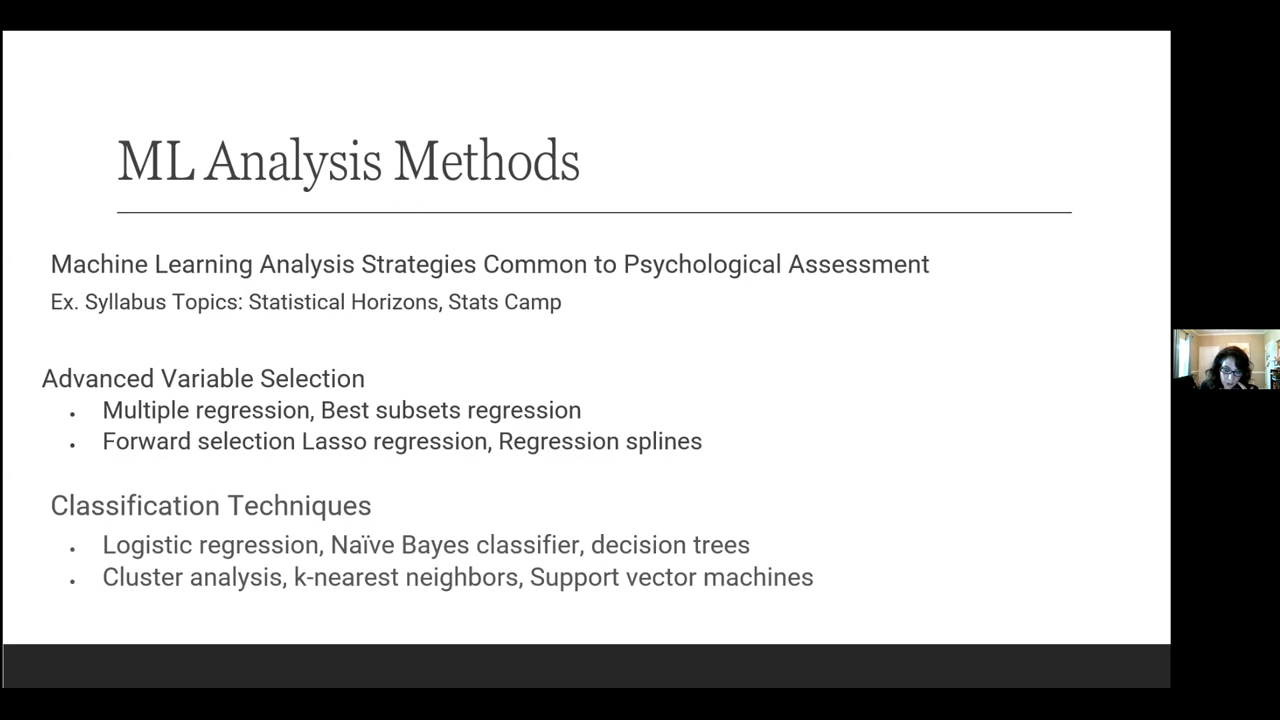 ML Analysis Methods
Machine Learning Analysis Strategies Common to Psychological Assessment
Ex. Syllabus Topics: Statistical Horizons, Stats Camp
Advanced Variable Selection
• Multiple regression, Best subsets regression
• Forward selection Lasso regression, Regression splines
Classification Techniques
• Logistic regression, Naïve Bayes classifier, decision trees
• Cluster analysis, k-nearest neighbors, Support vector machines